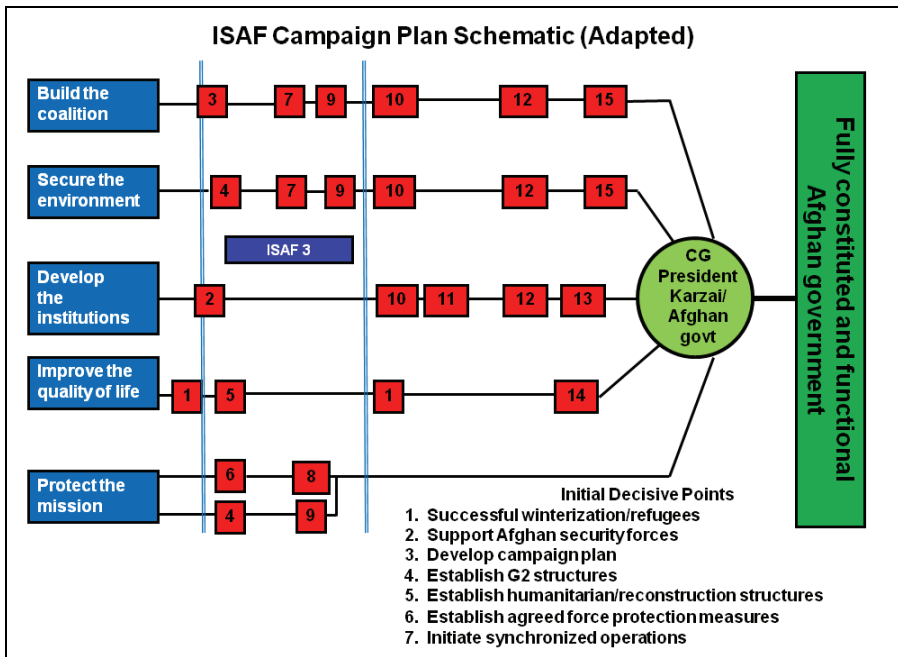 ISAF Campaign Plan Schematic (Adapted)
Build the
coalition
3
7
9
10
12
15
Secure the
environment
4
7
9
10
12
15
ISAF 3
Develop
the
institutions
2
10
11
12
13
Improve the
quality of life
1
5
1
14
Protect the
mission
6
8
4
9
CG
President
Karzai/
Afghan
govt
Fully constituted and functional
Afghan government
Initial Decisive Points
1. Successful winterization/refugees
2. Support Afghan security forces
3. Develop campaign plan
4. Establish G2 structures
5. Establish humanitarian/reconstruction structures
6. Establish agreed force protection measures
7. Initiate synchronized operations